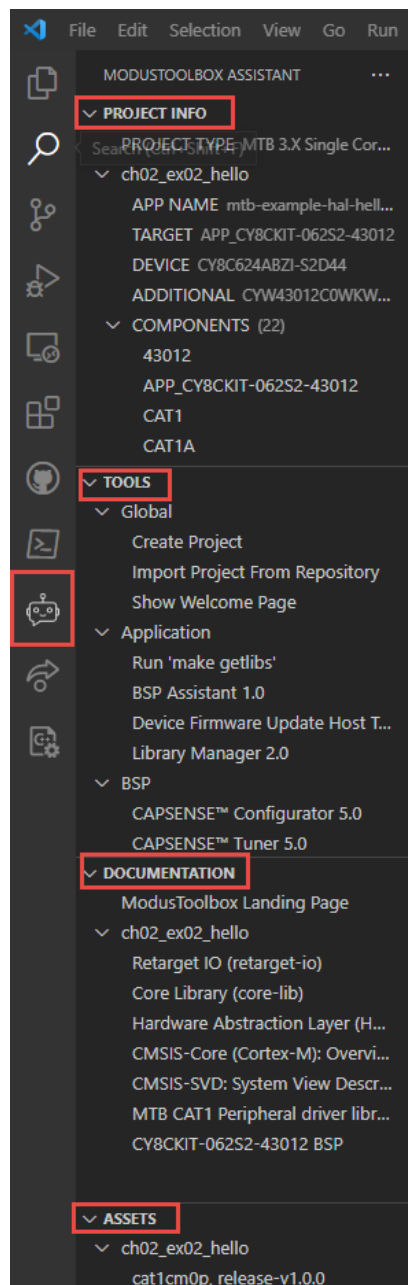 File Edit Selection View Go Run
MODUSTOOLBOX ASSISTANT ...
PROJECT INFO
PROJECT TYPE MTB 3.X Single Cor...
ch02_ex02_hello
APP NAME mtb-example-hal-hell...
TARGET APP_CY8CKIT-062S2-43012
DEVICE CY8C624ABZI-S2D44
ADDITIONAL CYW43012C0WKW...
COMPONENTS (22)
43012
APP_CY8CKIT-062S2-43012
CAT1
CAT1A
TOOLS
Global
Create Project
Import Project From Repository
Show Welcome Page
Application
Run 'make getlibs'
BSP Assistant 1.0
Device Firmware Update Host T...
Library Manager 2.0
BSP
CAPSENSE™ Configurator 5.0
CAPSENSE™ Tuner 5.0
DOCUMENTATION
ModusToolbox Landing Page
ch02_ex02_hello
Retarget IO (retarget-io)
Core Library (core-lib)
Hardware Abstraction Layer (H...
CMSIS-Core (Cortex-M): Overvi...
CMSIS-SVD: System View Descr...
MTB CAT1 Peripheral driver libr...
CY8CKIT-062S2-43012 BSP
ASSETS
ch02_ex02_hello
cat1cm0p, release-v1.0.0